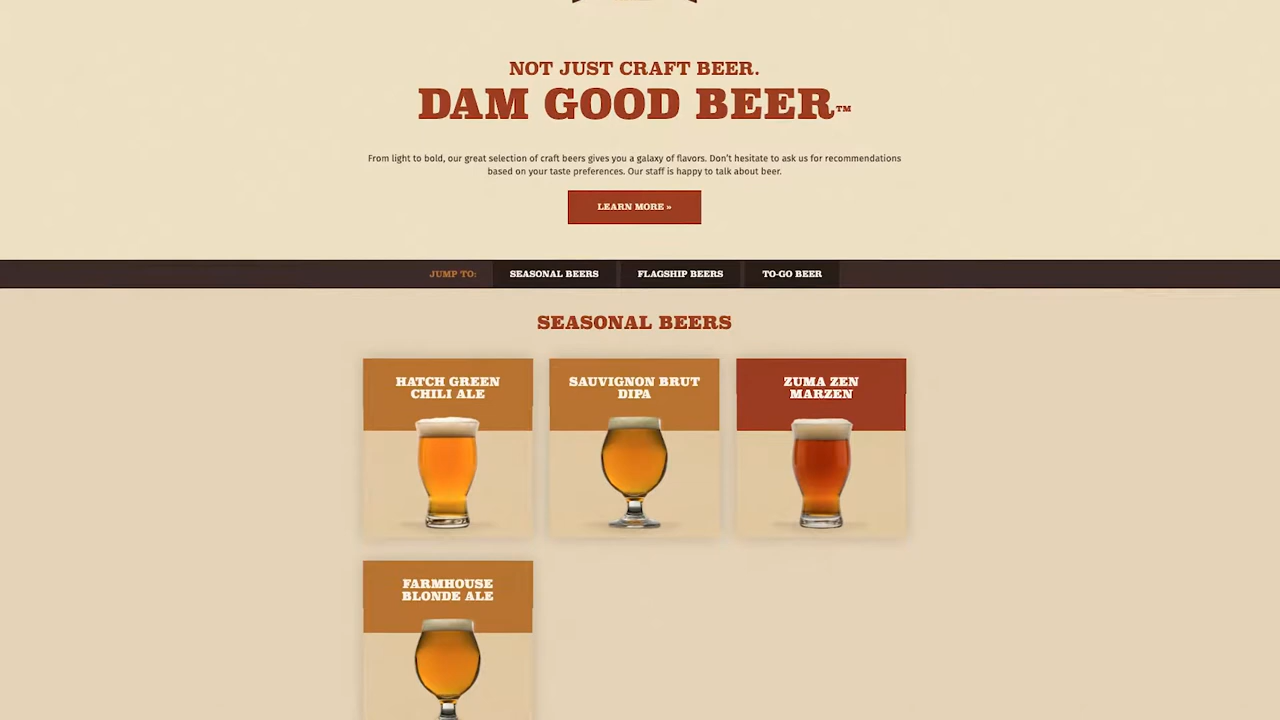 NOT JUST CRAFT BEER.
DAM GOOD BEER™
From light to bold, our great selection of craft beers gives you a galaxy of flavors. Don't hesitate to ask us for recommendations
based on your taste preferences. Our staff is happy to talk about beer.
LEARN MORE »
JUMP TO: SEASONAL BEERS FLAGSHIP BEERS TO-GO BEER
SEASONAL BEERS
HATCH GREEN
CHILI ALE
SAUVIGNON BRUT
DIPA
ZUMA ZEN
MARZEN
FARMHOUSE
BLONDE ALE